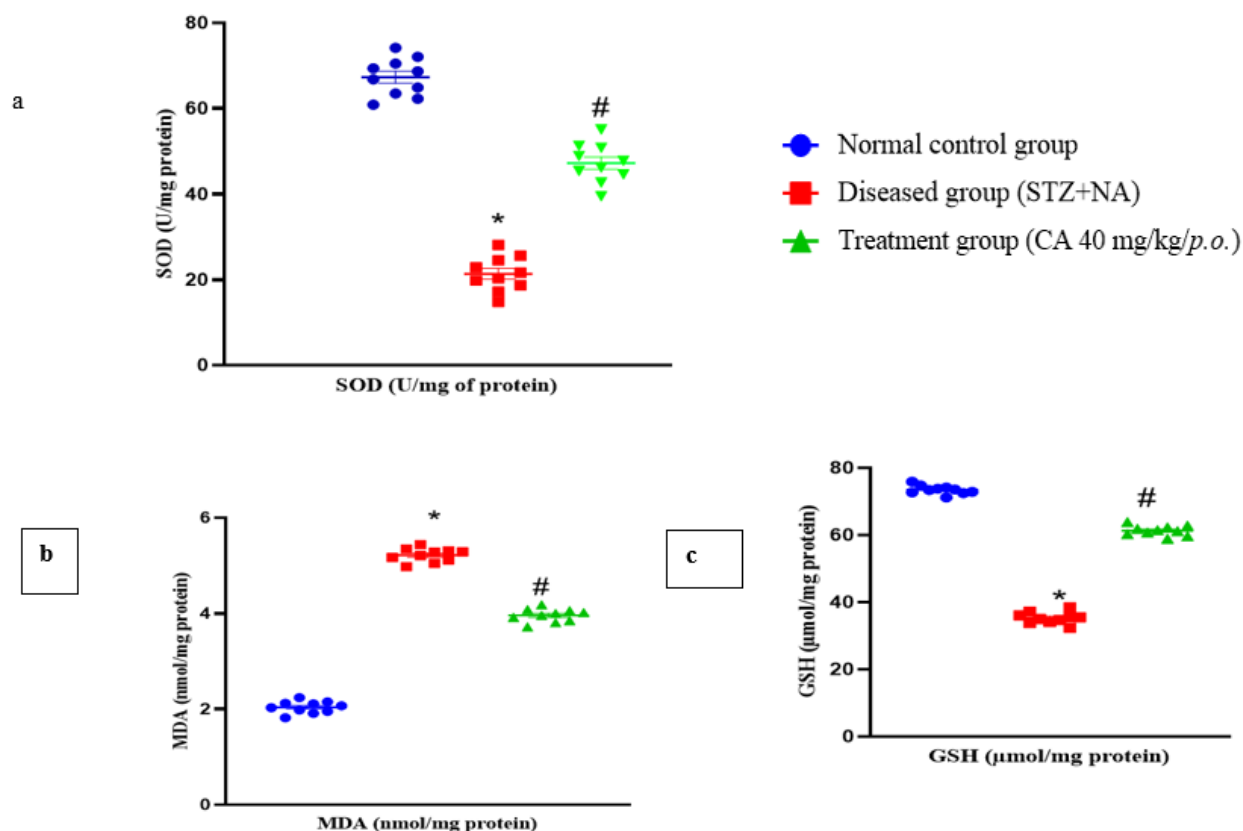 a
SOD (U/mg protein)
80
60
40
20
0
#
*
SOD (U/mg of protein)
Normal control group
Diseased group (STZ+NA)
Treatment group (CA 40 mg/kg/p.o.)
b
MDA (nmol/mg protein)
6
4
2
0
*
#
MDA (nmol/mg protein)
c
GSH (μmol/mg protein)
80
60
40
20
0
#
*
GSH (μmol/mg protein)